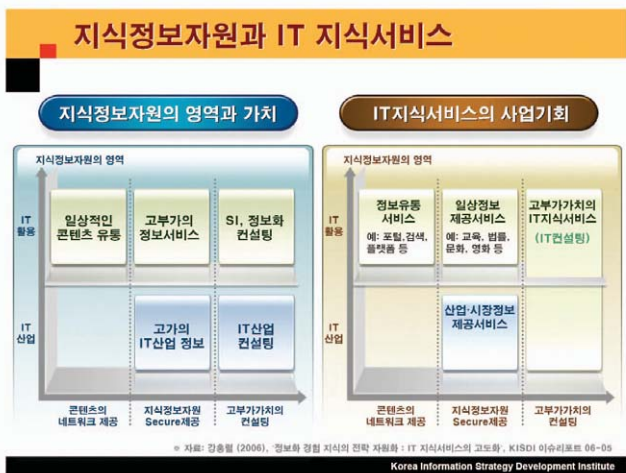 지식정보자원과 IT 지식서비스
지식정보자원의 영역과 가치
지식정보자원의 영역
IT
활용
일상적인
콘텐츠 유통
고부가의
정보서비스
SI, 정보화
컨설팅
IT
산업
고가의
IT산업 정보
IT산업
컨설팅
콘텐츠의
네트워크 제공
지식정보자원
Secure제공
고부가가치의
컨설팅
IT지식서비스의 사업기회
지식정보자원의 영역
IT
활용
정보유통
서비스
예: 포털,검색,
플랫폼 등
일상정보
제공서비스
예: 교육, 법률,
문화, 영화 등
고부가가치의
IT지식서비스
(IT컨설팅)
IT
산업
산업·시장정보
제공서비스
콘텐츠의
네트워크 제공
지식정보자원
Secure제공
고부가가치의
컨설팅
※ 자료: 강홍렬 (2006), '정보화 경험 지식의 전략 자원화 : IT 지식서비스의 고도화', KISDI 이슈리포트 06-05
Korea Information Strategy Development Institute